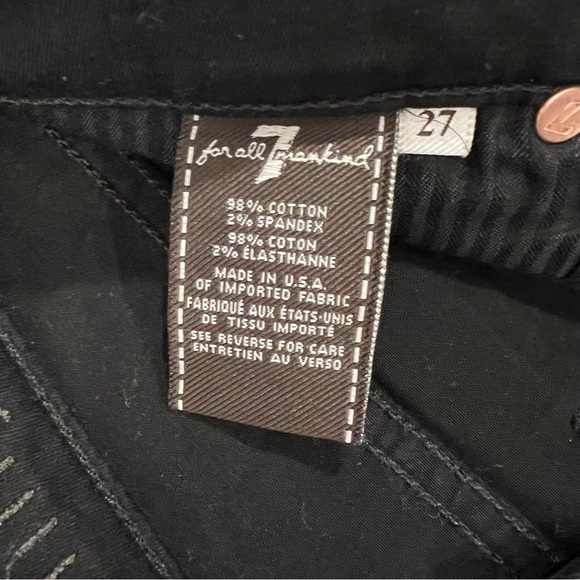 7
for all mankind
27
98% COTTON
2% SPANDEX
98% COTON
2% ÉLASTHANNE
MADE IN U.S.A.
OF IMPORTED FABRIC
FABRIQUÉ AUX ÉTATS-UNIS
DE TISSU IMPORTÉ
SEE REVERSE FOR CARE
ENTRETIEN AU VERSO
7